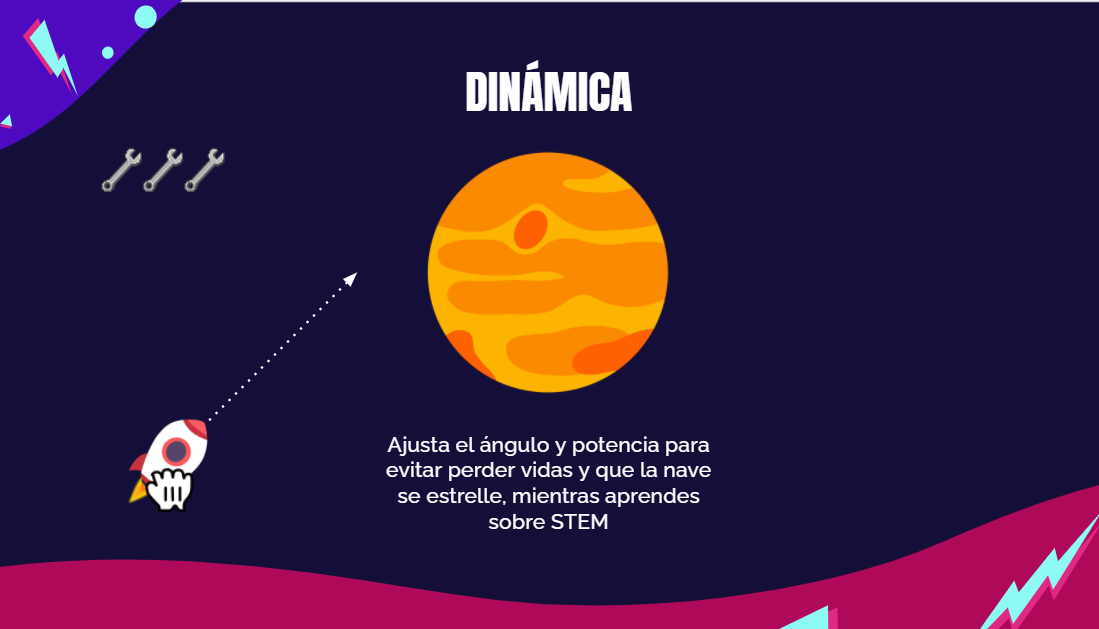 DINÁMICA
Ajusta el ángulo y potencia para
evitar perder vidas y que la nave
se estrelle, mientras aprendes
sobre STEM